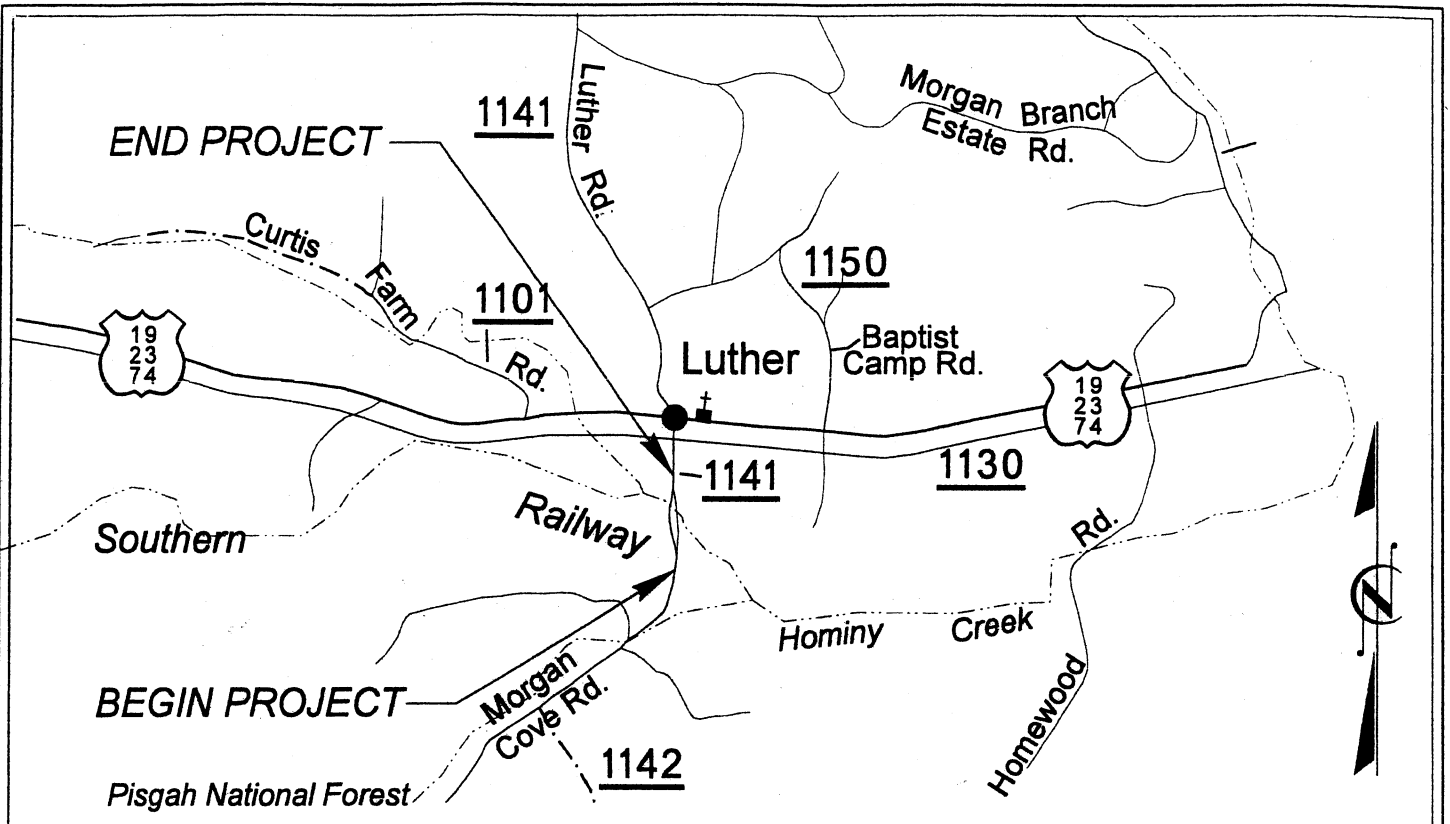 Morgan Branch
Estate Rd.
1141
Luther Rd.
END PROJECT
Curtis Farm Rd.
1150
1101
19
23
74
Luther
Baptist
Camp Rd.
19
23
74
1130
1141
Southern Railway
Rd.
Hominy Creek
Homewood
BEGIN PROJECT
Morgan
Cove Rd.
1142
Pisgah National Forest
N